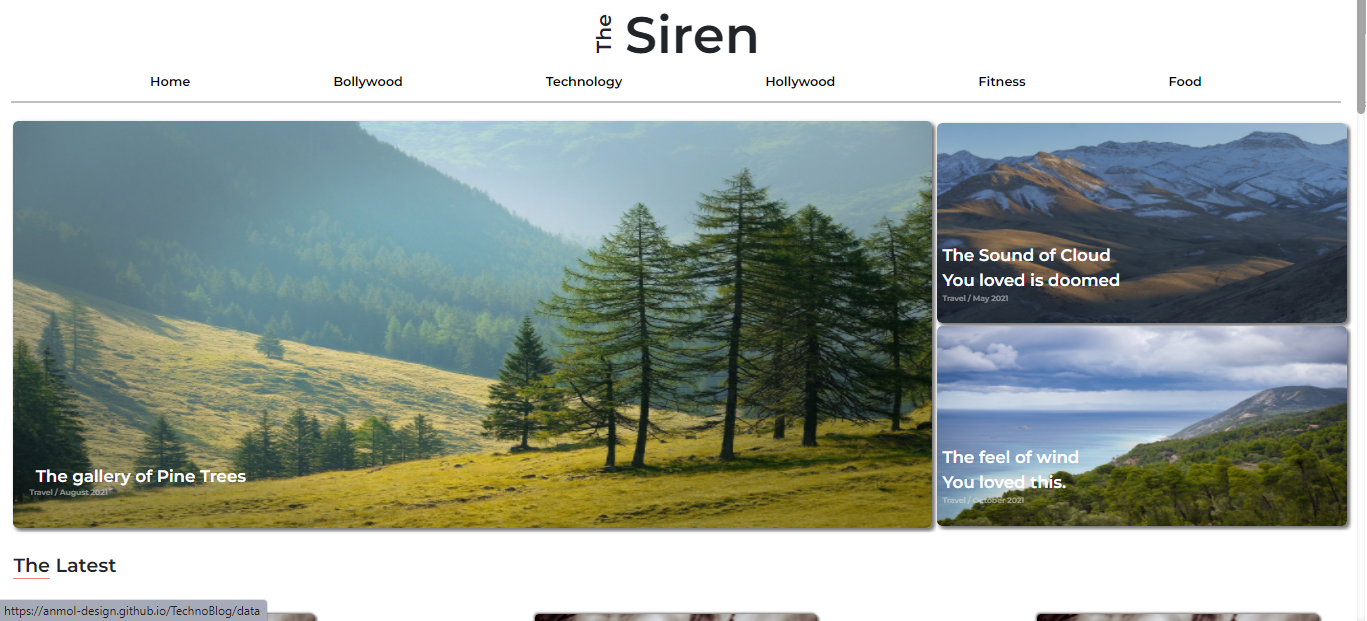 The Siren
Home Bollywood Technology Hollywood Fitness Food
The gallery of Pine Trees
Travel / August 2021"
The Sound of Cloud
You loved is doomed
Travel / May 2021
The feel of wind
You loved this.
Travel / October 2021
The Latest
https://anmol-design.github.io/TechnoBlog/data